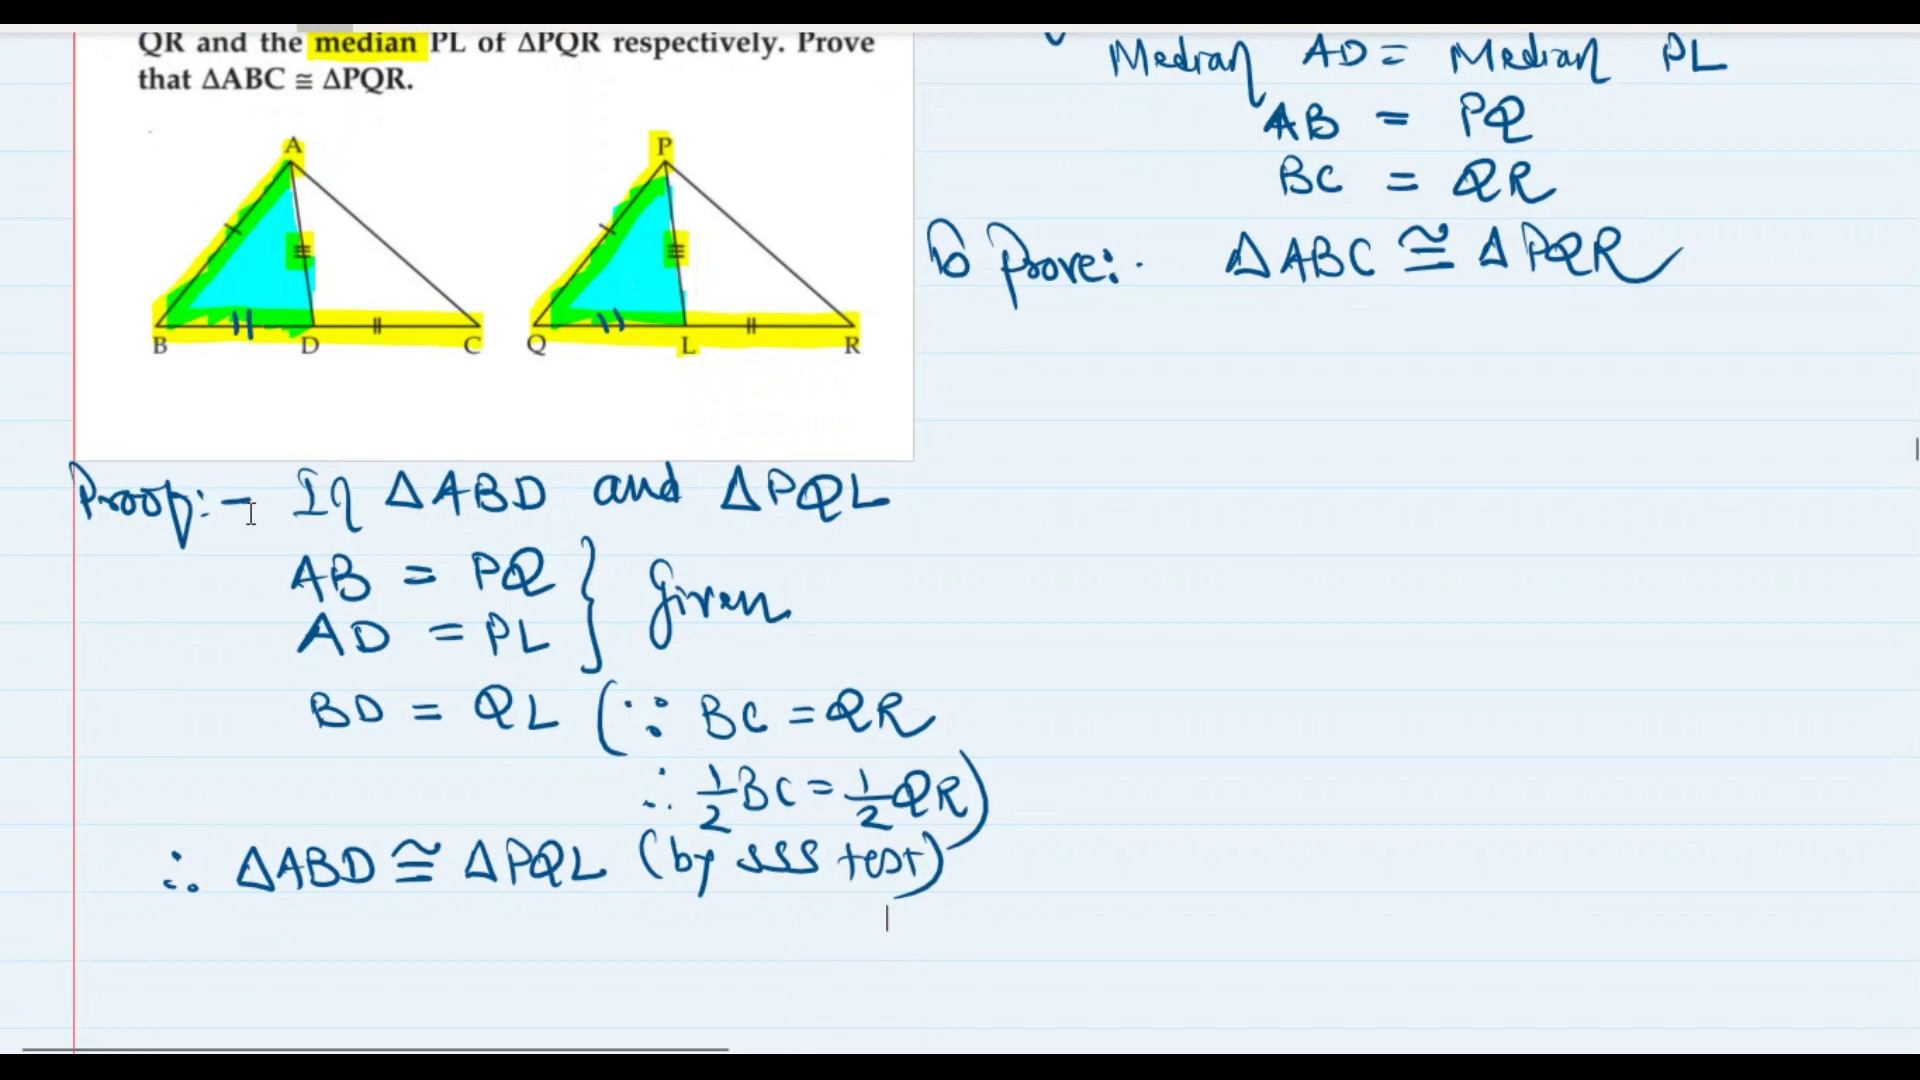 QR and the median PL of ΔPQR respectively. Prove
that ΔABC ≅ ΔPQR.
A
B D C
P
Q L R
Median AD = Median PL
AB = PQ
BC = QR
To Prove:- ΔABC ≅ ΔPQR
Proof:- In ΔABD and ΔPQL
AB = PQ
AD = PL } given
BD = QL (∵ BC = QR
∴ 1/2 BC = 1/2 QR)
∴ ΔABD ≅ ΔPQL (by SSS test)